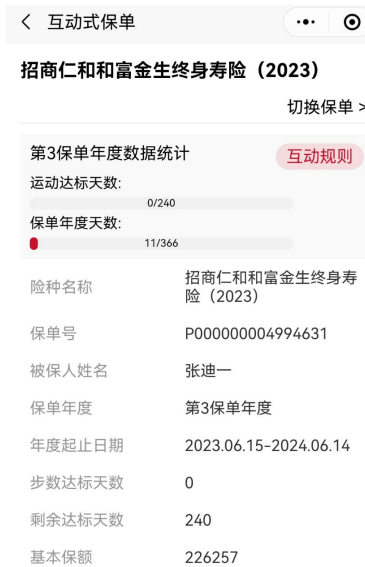 互动式保单
招商仁和和富金生终身寿险（2023）
切换保单 >
第3保单年度数据统计
互动规则
运动达标天数:
0/240
保单年度天数:
11/366
险种名称
招商仁和和富金生终身寿
险（2023）
保单号
P000000004994631
被保人姓名
张迪一
保单年度
第3保单年度
年度起止日期
2023.06.15-2024.06.14
步数达标天数
0
剩余达标天数
240
基本保额
226257